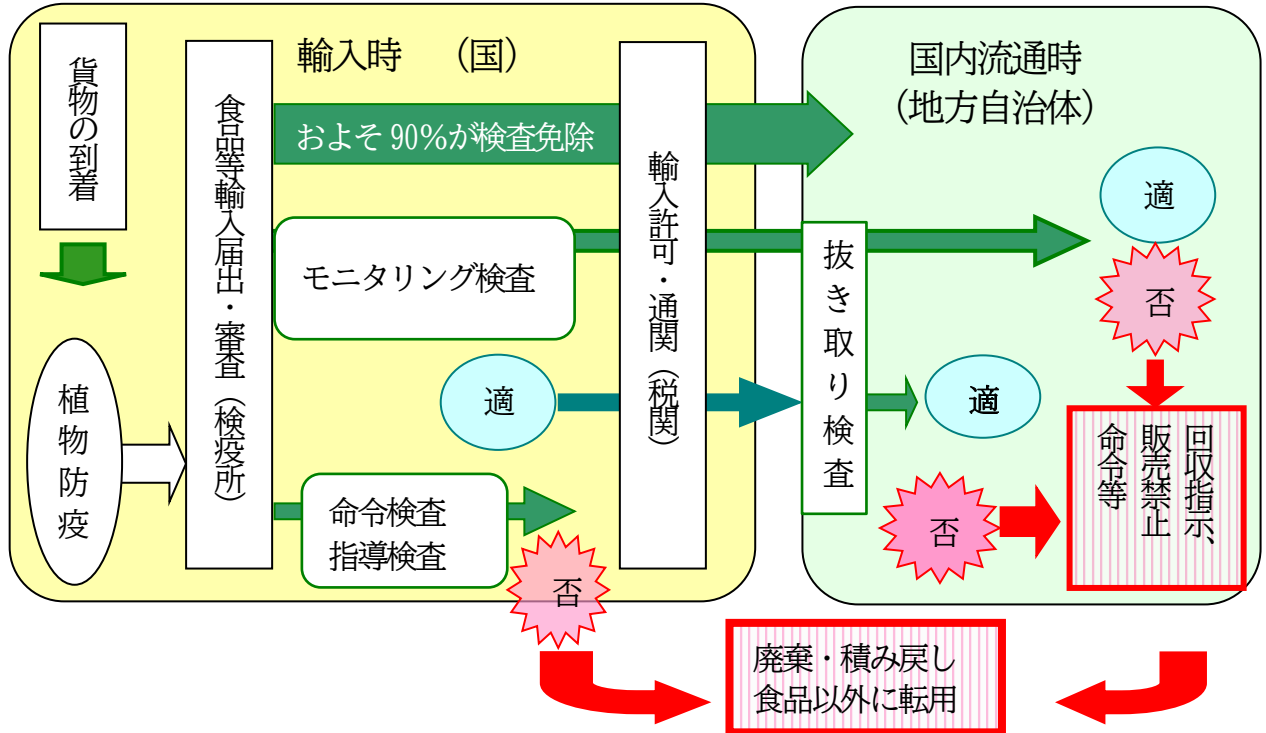 貨物の到着
植物防疫
食品等輸入届出・審査（検疫所）
輸入時　（国）
およそ90％が検査免除
モニタリング検査
適
命令検査
指導検査
否
輸入許可・通関（税関）
国内流通時
（地方自治体）
抜き取り検査
適
否
適
否
回収指示、
販売禁止
命令等
廃棄・積み戻し
食品以外に転用